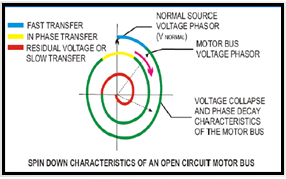 FAST TRANSFER
IN PHASE TRANSFER
RESIDUAL VOLTAGE OR
SLOW TRANSFER
NORMAL SOURCE
VOLTAGE PHASOR
(V NORMAL)
MOTOR BUS
VOLTAGE PHASOR
VOLTAGE COLLAPSE
AND PHASE DECAY
CHARACTERISTICS
OF THE MOTOR BUS
SPIN DOWN CHARACTERISTICS OF AN OPEN CIRCUIT MOTOR BUS